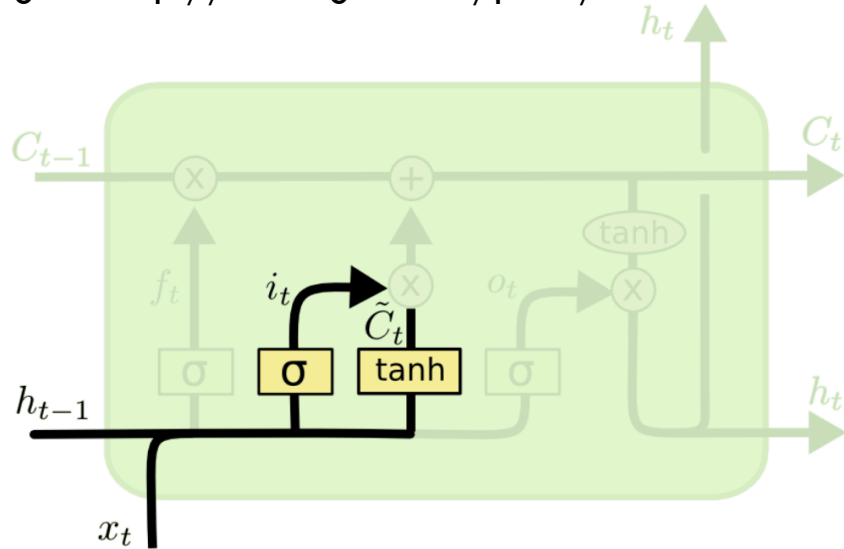 h_t
C_{t-1}
C_t
x
+
tanh
f_t
i_t
x
o_t
x
C̃_t
σ
σ
tanh
σ
h_{t-1}
h_t
x_t